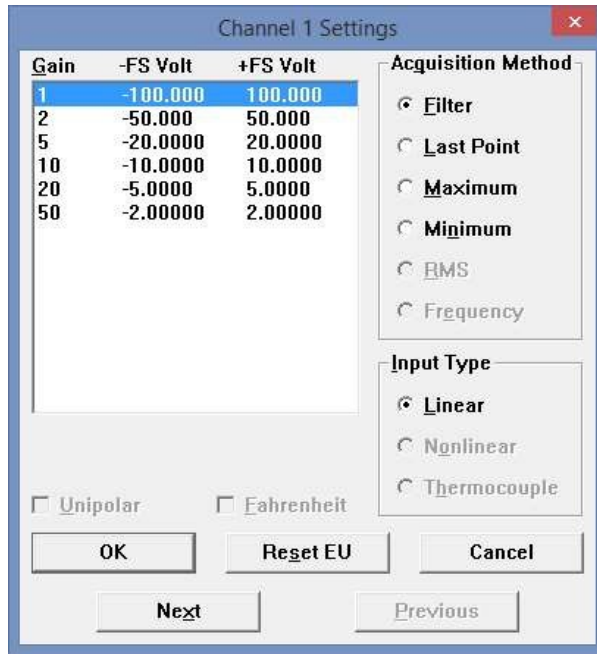 Channel 1 Settings
Gain -FS Volt +FS Volt
1 -100.000 100.000
2 -50.000 50.000
5 -20.0000 20.0000
10 -10.0000 10.0000
20 -5.0000 5.0000
50 -2.00000 2.00000
Acquisition Method
Filter
Last Point
Maximum
Minimum
RMS
Frequency
Input Type
Linear
Nonlinear
Thermocouple
Unipolar Fahrenheit
OK Reset EU Cancel
Next Previous